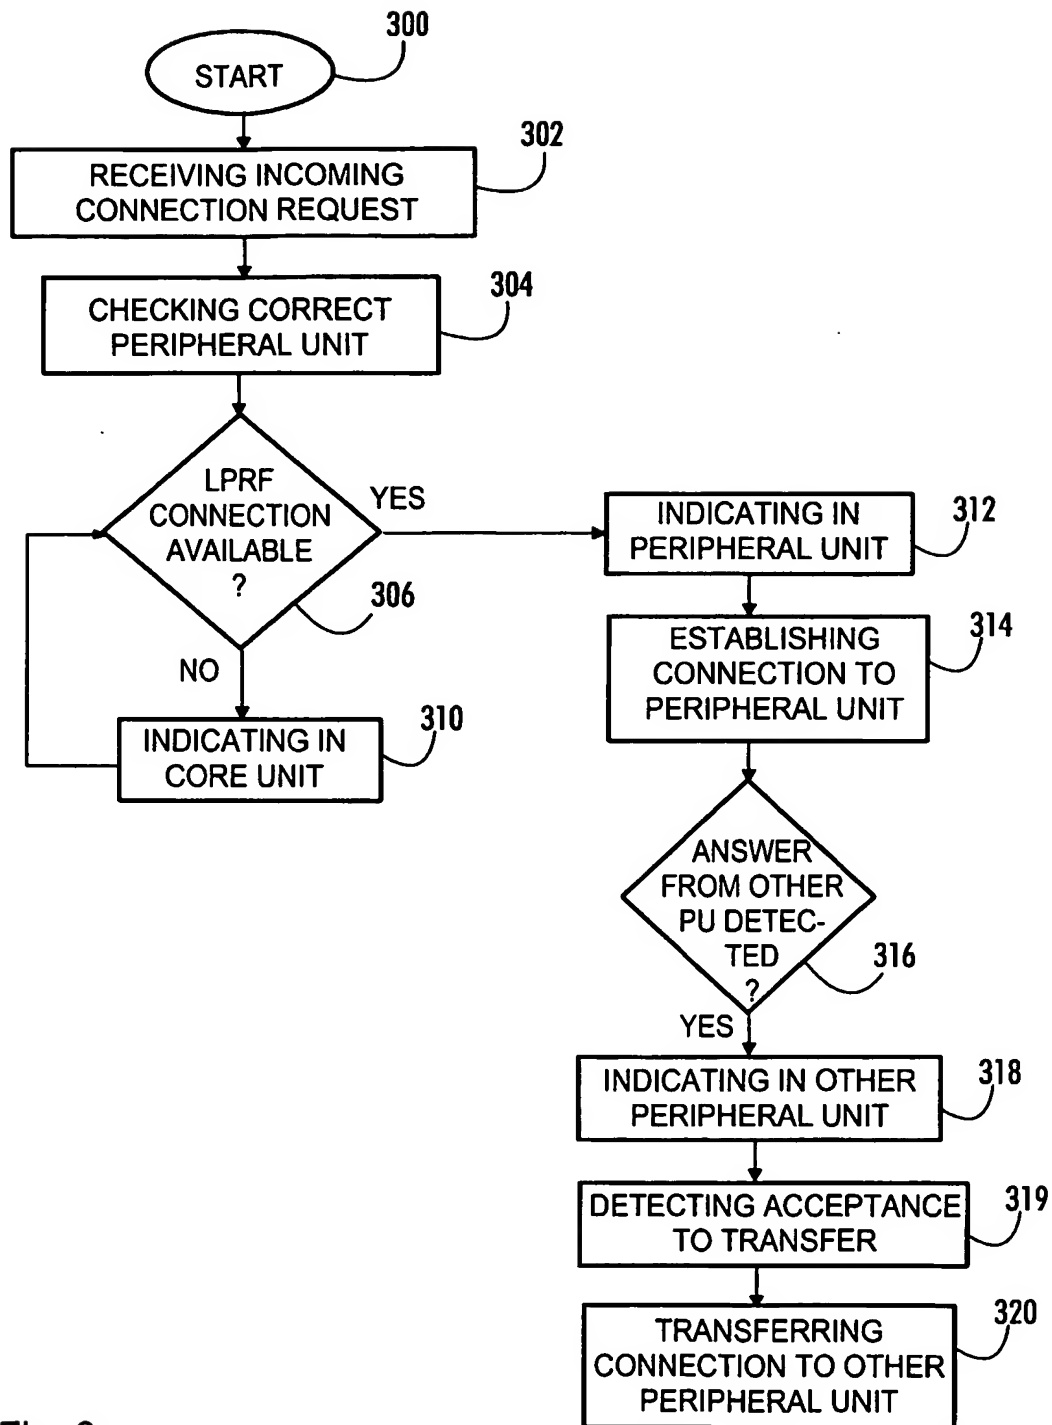 300
START
302
RECEIVING INCOMING
CONNECTION REQUEST
304
CHECKING CORRECT
PERIPHERAL UNIT
LPRF
CONNECTION
AVAILABLE
?
YES
306
NO
310
INDICATING IN
CORE UNIT
312
INDICATING IN
PERIPHERAL UNIT
314
ESTABLISHING
CONNECTION TO
PERIPHERAL UNIT
ANSWER
FROM OTHER
PU DETEC-
TED
?
316
YES
318
INDICATING IN OTHER
PERIPHERAL UNIT
319
DETECTING ACCEPTANCE
TO TRANSFER
320
TRANSFERRING
CONNECTION TO OTHER
PERIPHERAL UNIT